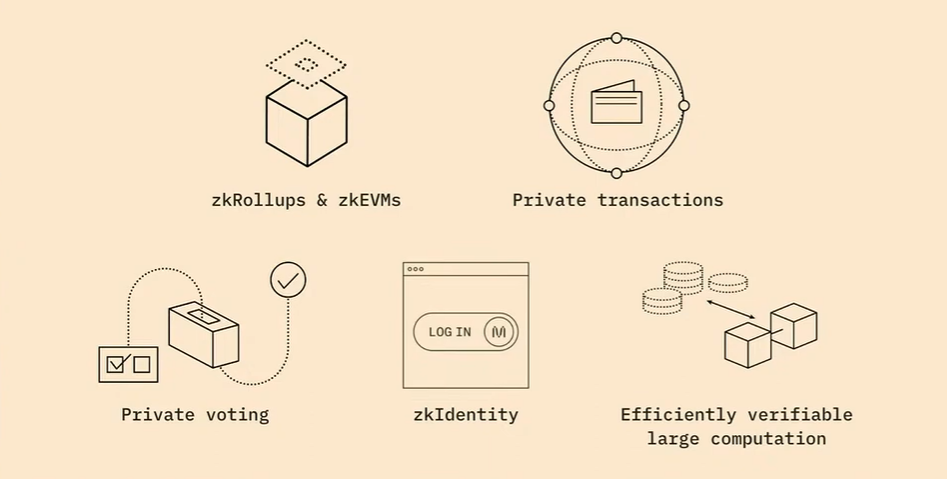 zkRollups & zkEVMs
Private transactions
LOG IN
Private voting
zkIdentity
Efficiently verifiable
large computation